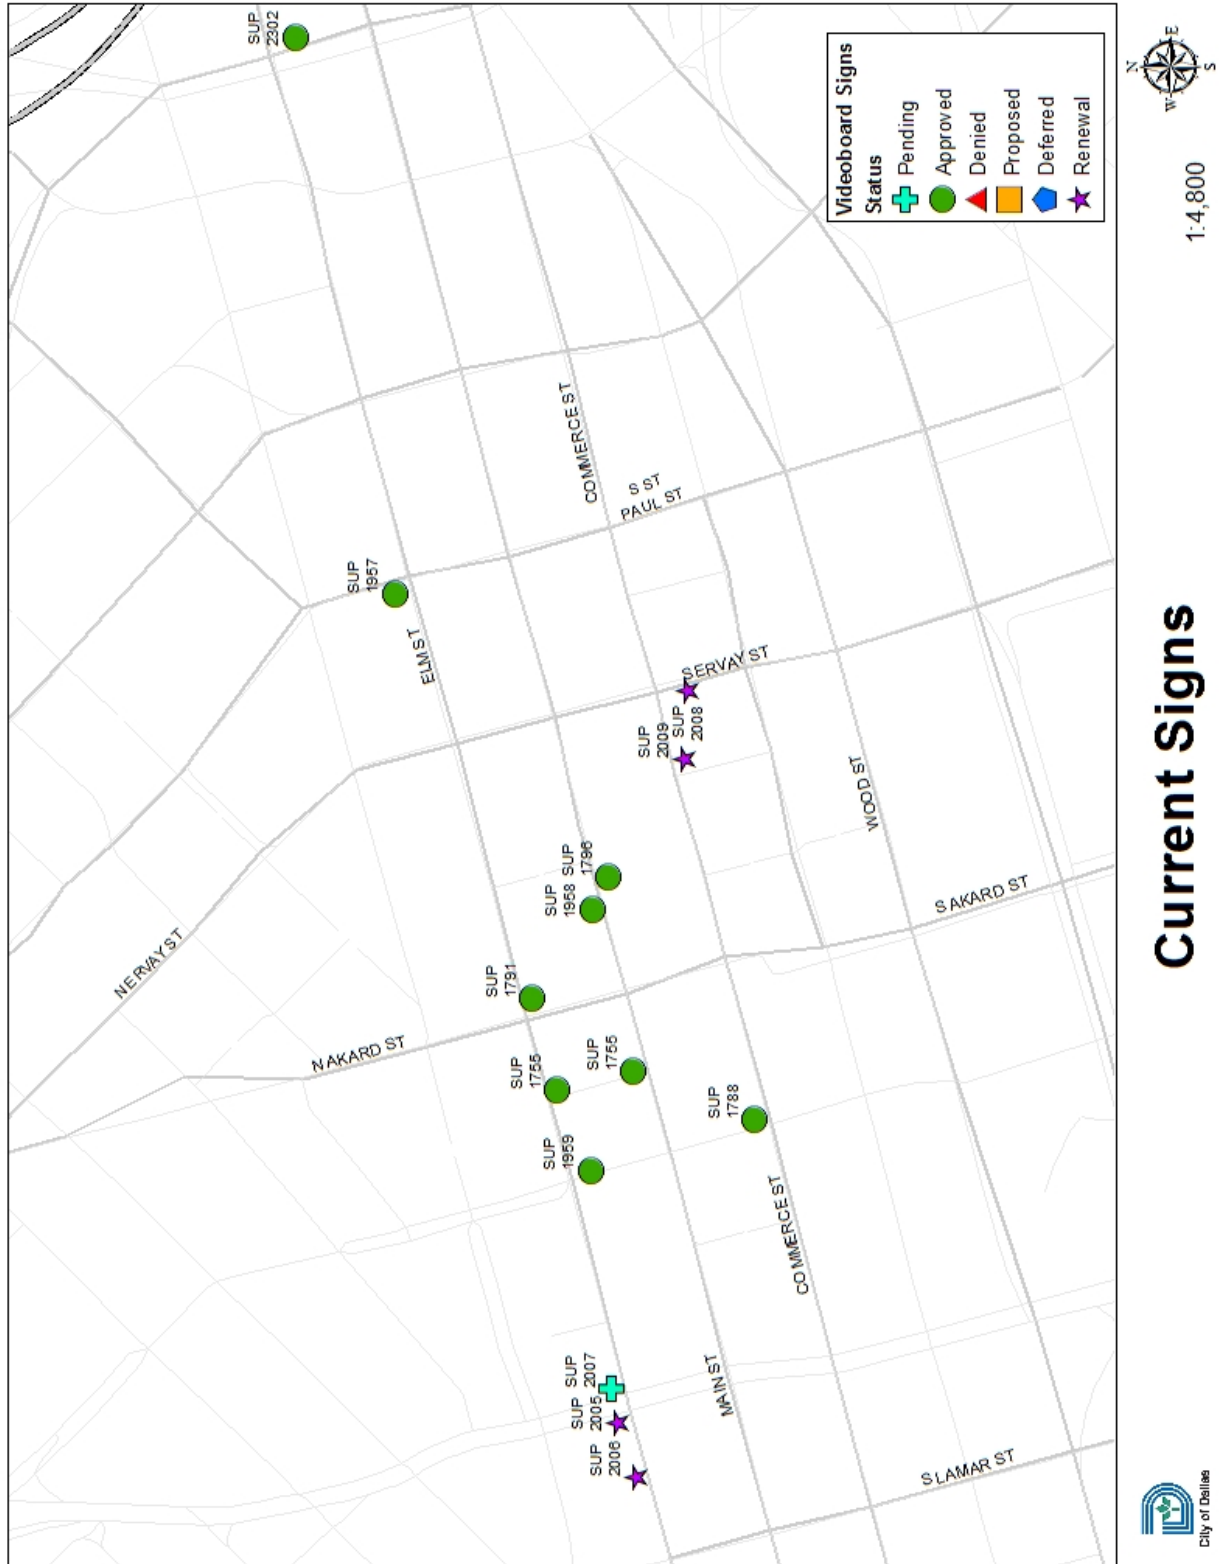 SUP
2302
SUP
1957
ELM ST
COMMERCE ST
S ST
PAUL ST
SERVAY ST
SUP
2009
SUP
2008
WOOD ST
SUP
1796
SUP
1958
S AKARD ST
N ERVAY ST
SUP
1791
N AKARD ST
SUP
1755
SUP
1755
SUP
1788
SUP
1959
COMMERCE ST
SUP
2007
SUP
2005
SUP
2006
MAIN ST
S LAMAR ST
Videoboard Signs
Status
Pending
Approved
Denied
Proposed
Deferred
Renewal
N
W
E
S
1:4,800
Current Signs
City of Dallas